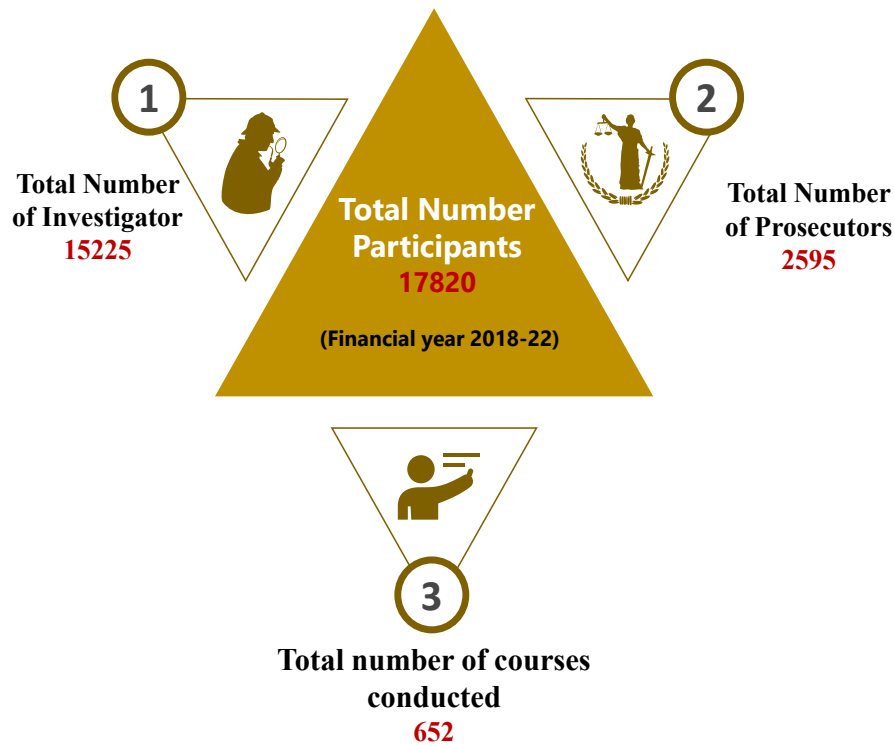 1
Total Number
of Investigator
15225
2
Total Number
of Prosecutors
2595
Total Number
Participants
17820
(Financial year 2018-22)
3
Total number of courses
conducted
652